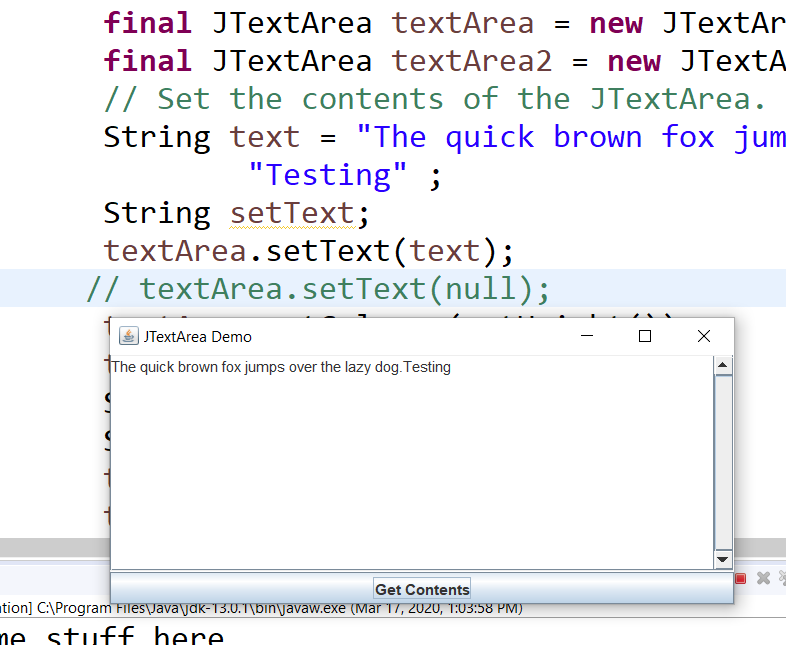 final JTextArea textArea = new JTextAr
final JTextArea textArea2 = new JTextA
// Set the contents of the JTextArea.
String text = "The quick brown fox jum
"Testing" ;
String setText;
textArea.setText(text);
// textArea.setText(null);
JTextArea Demo
The quick brown fox jumps over the lazy dog.Testing
Get Contents
ation] C:\Program Files\Java\jdk-13.0.1\bin\javaw.exe (Mar 17, 2020, 1:03:58 PM)
me stuff here